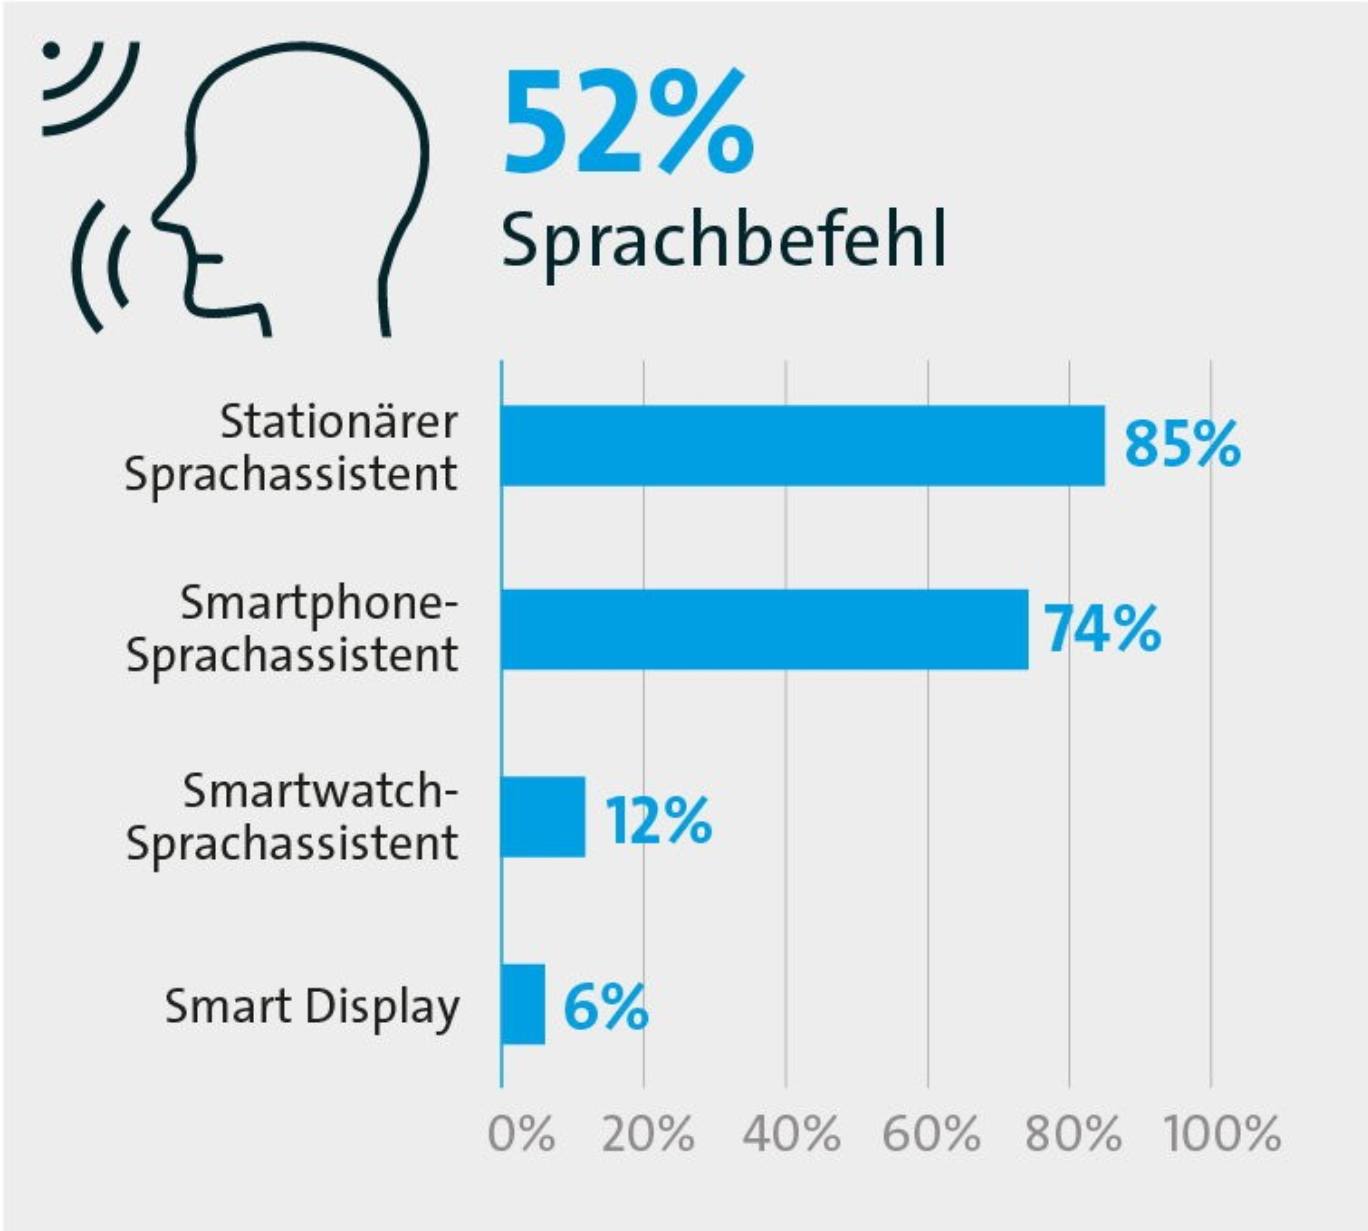 52%
Sprachbefehl
Stationärer
Sprachassistent
85%
Smartphone-
Sprachassistent
74%
Smartwatch-
Sprachassistent
12%
Smart Display
6%
0% 20% 40% 60% 80% 100%